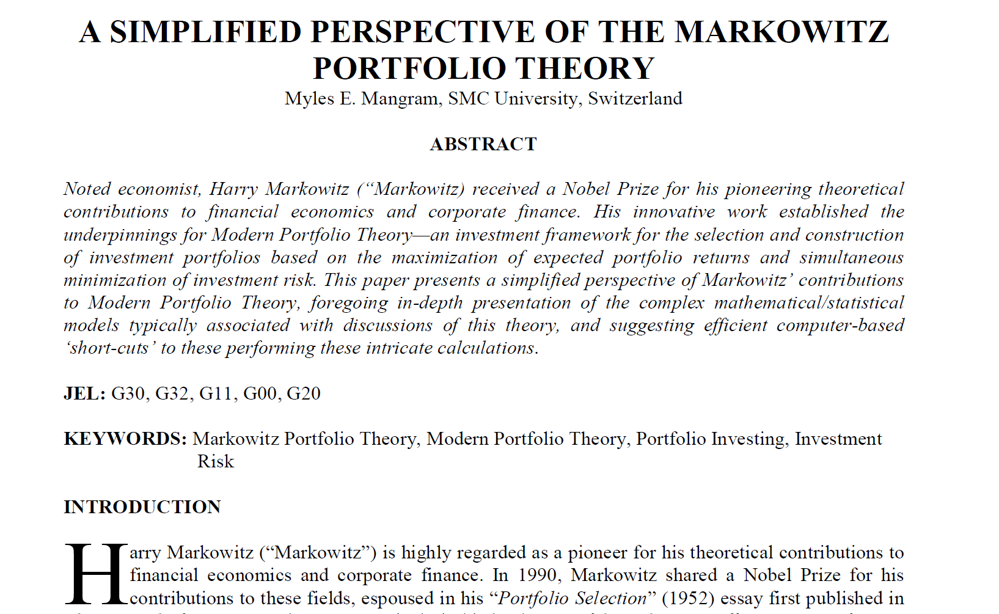 A SIMPLIFIED PERSPECTIVE OF THE MARKOWITZ
PORTFOLIO THEORY
Myles E. Mangram, SMC University, Switzerland
ABSTRACT
Noted economist, Harry Markowitz (“Markowitz) received a Nobel Prize for his pioneering theoretical
contributions to financial economics and corporate finance. His innovative work established the
underpinnings for Modern Portfolio Theory—an investment framework for the selection and construction
of investment portfolios based on the maximization of expected portfolio returns and simultaneous
minimization of investment risk. This paper presents a simplified perspective of Markowitz’ contributions
to Modern Portfolio Theory, foregoing in-depth presentation of the complex mathematical/statistical
models typically associated with discussions of this theory, and suggesting efficient computer-based
‘short-cuts’ to these performing these intricate calculations.
JEL: G30, G32, G11, G00, G20
KEYWORDS: Markowitz Portfolio Theory, Modern Portfolio Theory, Portfolio Investing, Investment
Risk
INTRODUCTION
Harry Markowitz (“Markowitz”) is highly regarded as a pioneer for his theoretical contributions to
financial economics and corporate finance. In 1990, Markowitz shared a Nobel Prize for his
contributions to these fields, espoused in his “Portfolio Selection” (1952) essay first published in